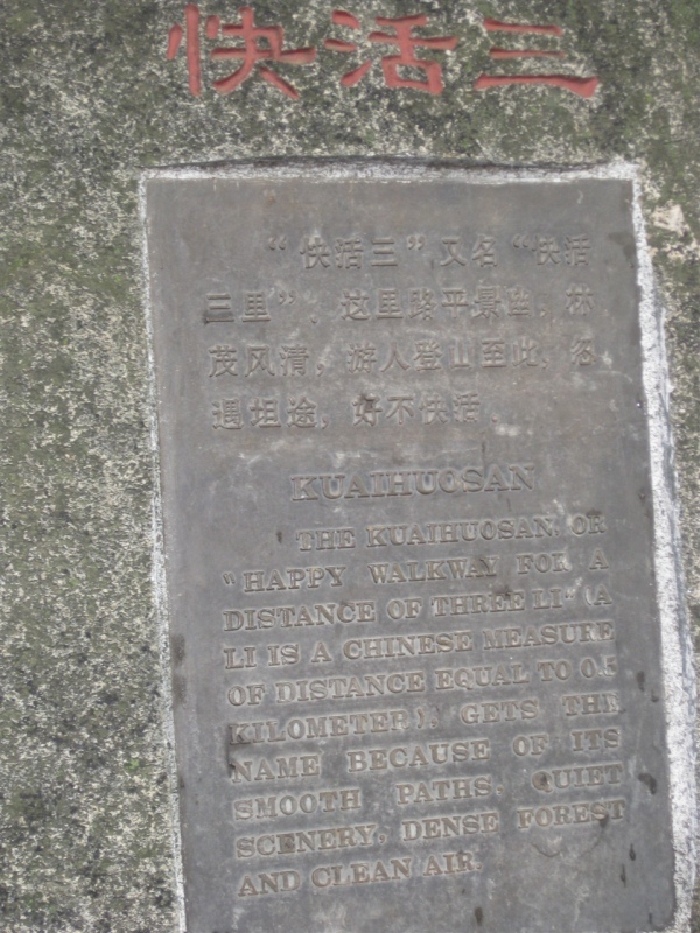 快活三
“快活三”又名“快活
三里”，这里路平景幽，林
茂风清，游人登山至此，忽
遇坦途，好不快活。
KUAIHUOSAN
THE KUAIHUOSAN, OR
“HAPPY WALKWAY FOR A
DISTANCE OF THREE LI” (A
LI IS A CHINESE MEASURE
OF DISTANCE EQUAL TO 0.5
KILOMETER), GETS THE
NAME BECAUSE OF ITS
SMOOTH PATHS, QUIET
SCENERY, DENSE FOREST
AND CLEAN AIR.